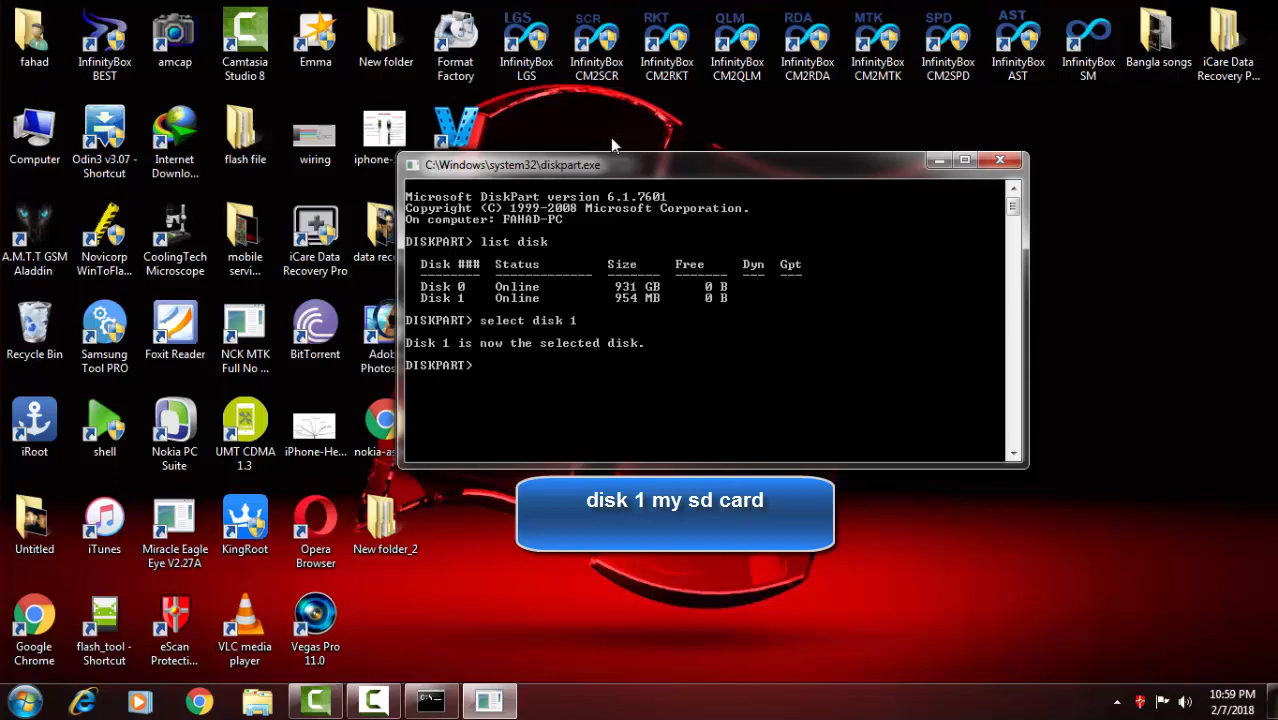 fahad
InfinityBox
BEST
amcap
Camtasia
Studio 8
Emma
New folder
Format
Factory
LGS
InfinityBox
LGS
SCR
InfinityBox
CM2SCR
RKT
InfinityBox
CM2RKT
QLM
InfinityBox
CM2QLM
RDA
InfinityBox
CM2RDA
MTK
InfinityBox
CM2MTK
SPD
InfinityBox
CM2SPD
AST
InfinityBox
AST
InfinityBox
SM
Bangla songs
iCare Data
Recovery P...
Computer
Odin3 v3.07 -
Shortcut
Internet
Downlo...
flash file
wiring
iphone-
C:\Windows\system32\diskpart.exe
Microsoft DiskPart version 6.1.7601
Copyright (C) 1999-2008 Microsoft Corporation.
On computer: FAHAD-PC
DISKPART> list disk
Disk ### Status Size Free Dyn Gpt
-------- ------------- ------- ------- --- ---
Disk 0 Online 931 GB 0 B
Disk 1 Online 954 MB 0 B
DISKPART> select disk 1
Disk 1 is now the selected disk.
DISKPART>
A.M.T.T GSM
Aladdin
Novicorp
WinToFla...
CoolingTech
Microscope
mobile
servi...
iCare Data
Recovery Pro
data reco
Recycle Bin
Samsung
Tool PRO
Foxit Reader
NCK MTK
Full No ...
BitTorrent
Adob
Photos
iRoot
shell
Nokia PC
Suite
UMT CDMA
1.3
iPhone-He...
nokia-as
disk 1 my sd card
Untitled
iTunes
Miracle Eagle
Eye V2.27A
KingRoot
Opera
Browser
New folder_2
Google
Chrome
flash_tool -
Shortcut
eScan
Protecti...
VLC media
player
Vegas Pro
11.0
10:59 PM
2/7/2018